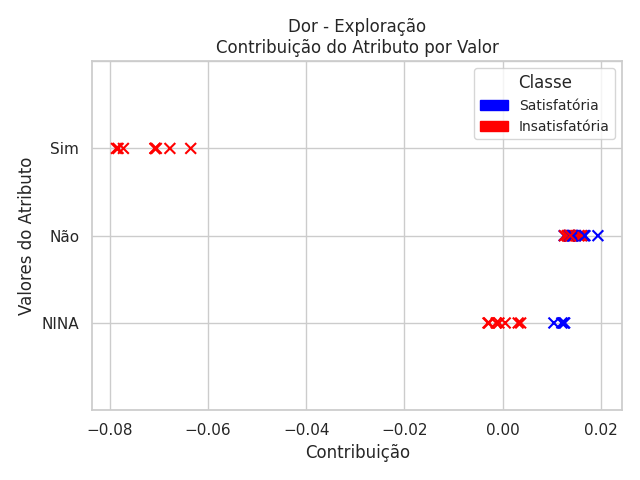 Dor - Exploração
Contribuição do Atributo por Valor
Classe
Satisfatória
Insatisfatória
Valores do Atributo
Sim
Não
NINA
−0.08
−0.06
−0.04
−0.02
0.00
0.02
Contribuição